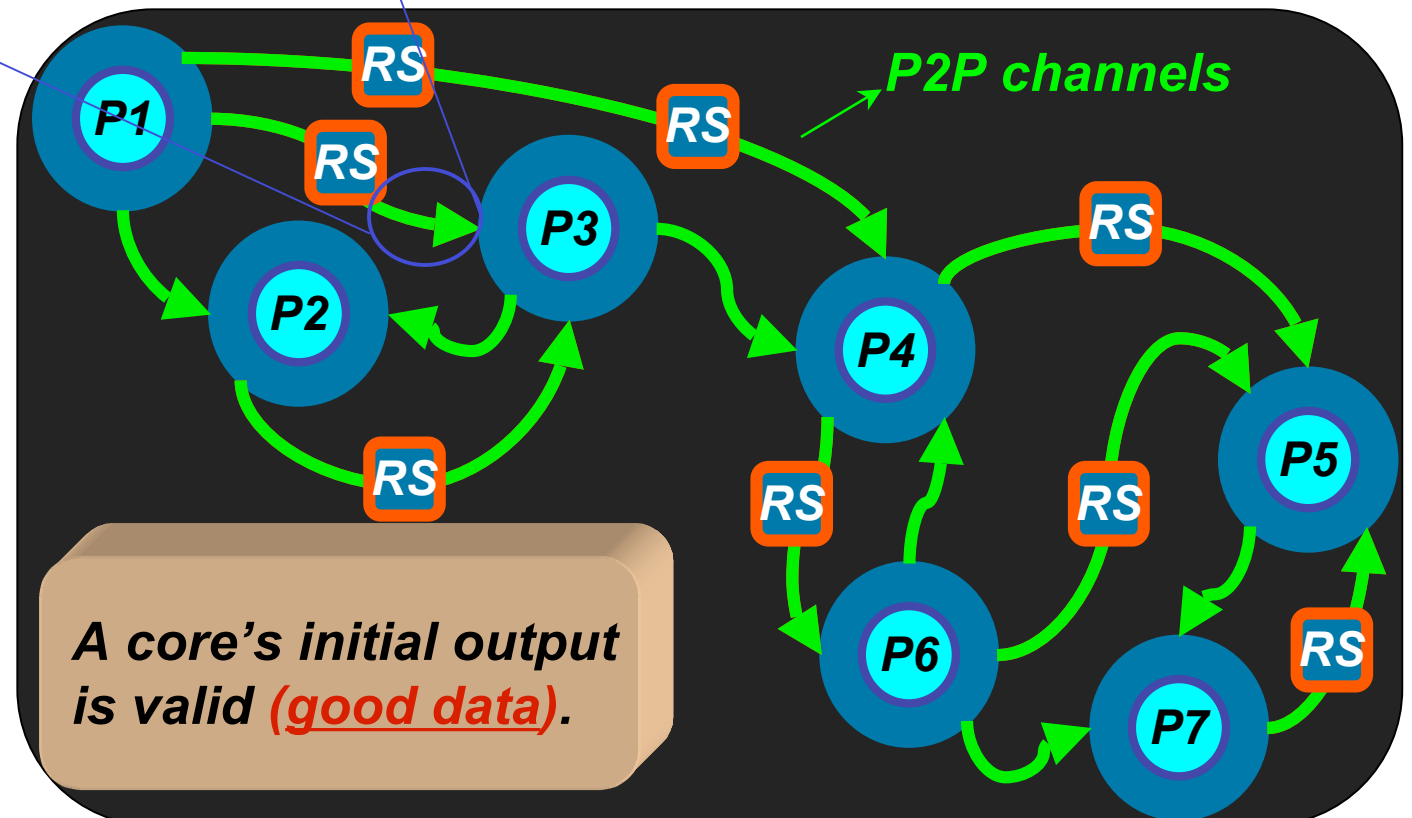 RS
P2P channels
P1
RS
RS
RS
P3
P2
P4
P5
RS
RS
RS
A core’s initial output
is valid (good data).
P6
RS
P7